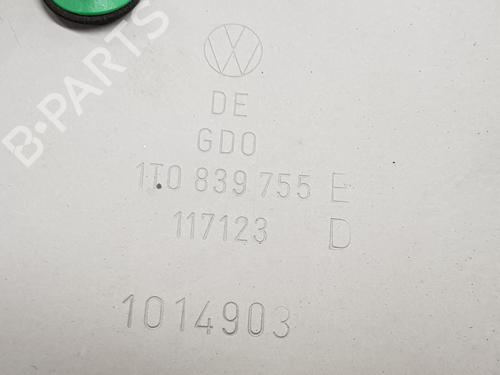 B-PARTS
DE
GDO
1T0 839 755 E
117123 D
1014903